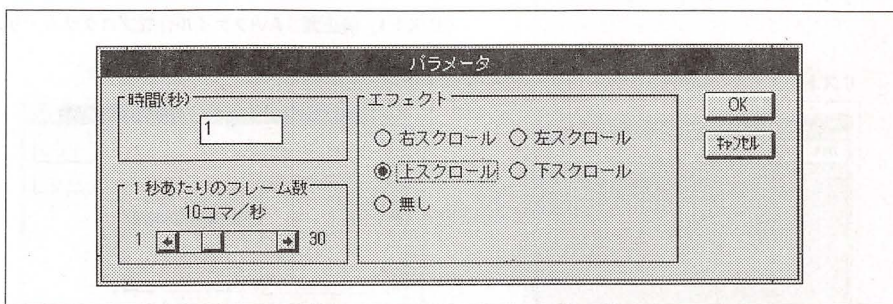 パラメータ
時間(秒)
1
1秒あたりのフレーム数
10コマ/秒
1 30
エフェクト
右スクロール 左スクロール
上スクロール 下スクロール
無し
OK
ｷｬﾝｾﾙ